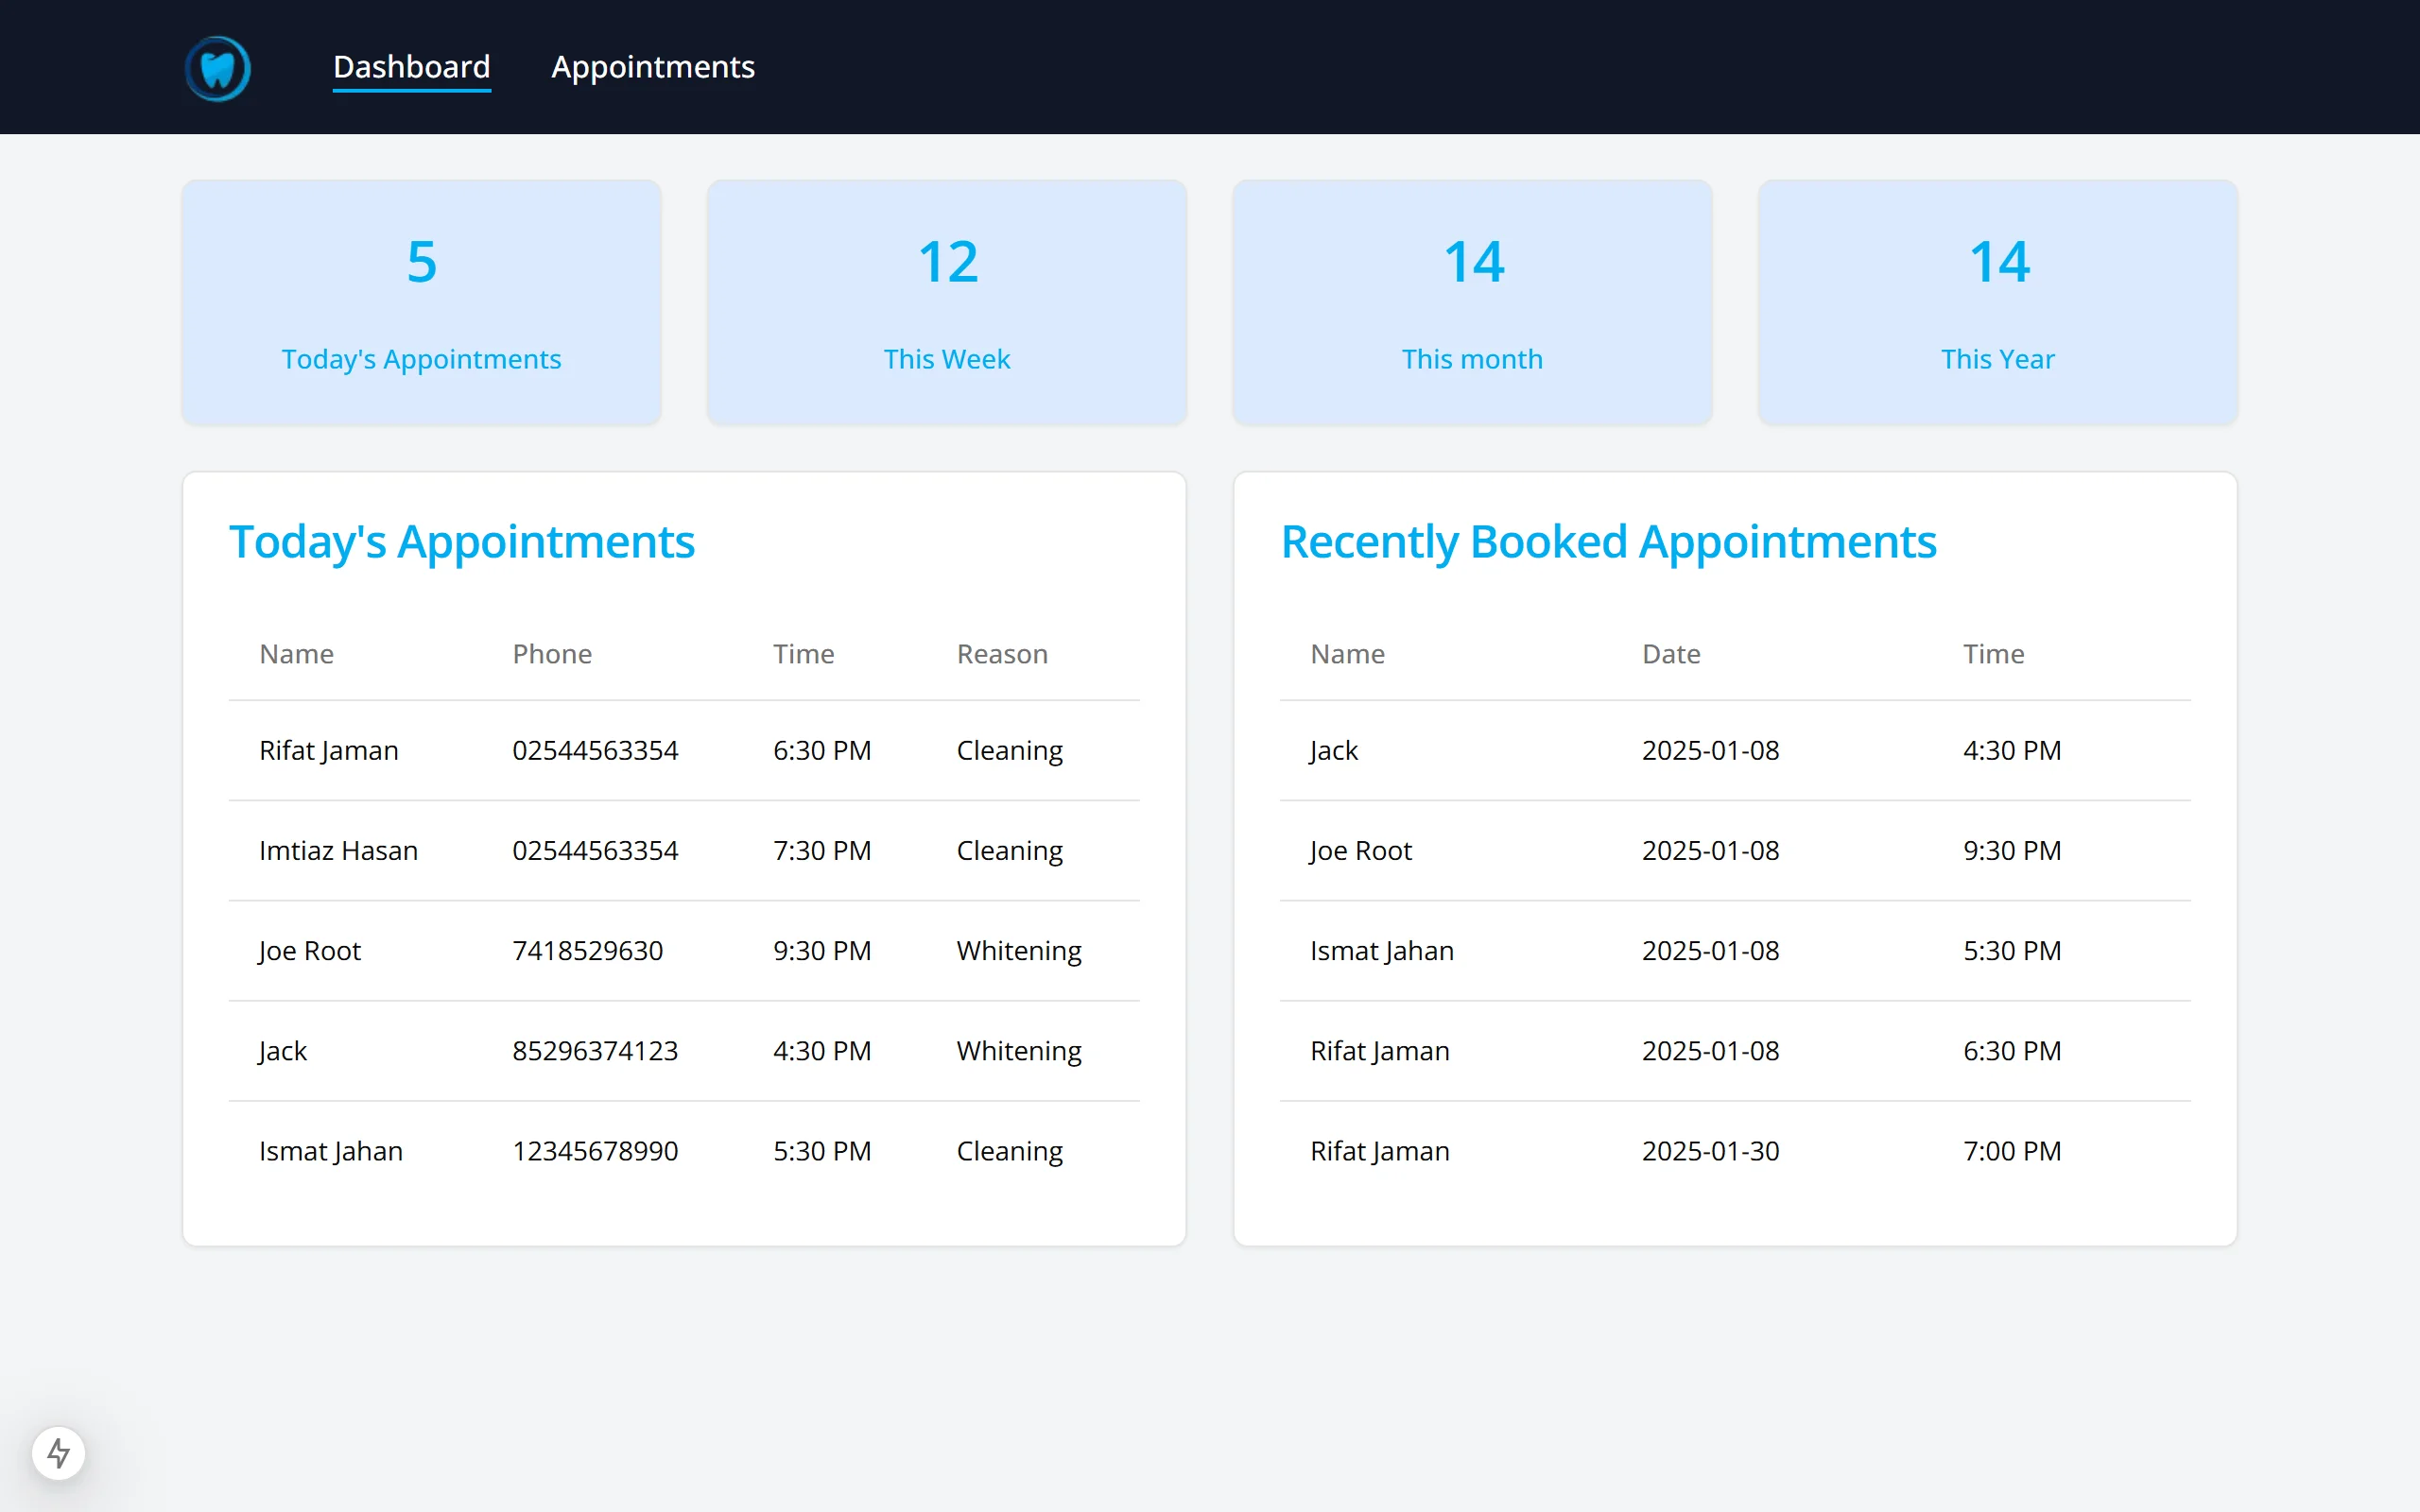 Dashboard Appointments
5
Today's Appointments
12
This Week
14
This month
14
This Year
Today's Appointments
Name Phone Time Reason
Rifat Jaman 02544563354 6:30 PM Cleaning
Imtiaz Hasan 02544563354 7:30 PM Cleaning
Joe Root 7418529630 9:30 PM Whitening
Jack 85296374123 4:30 PM Whitening
Ismat Jahan 12345678990 5:30 PM Cleaning
Recently Booked Appointments
Name Date Time
Jack 2025-01-08 4:30 PM
Joe Root 2025-01-08 9:30 PM
Ismat Jahan 2025-01-08 5:30 PM
Rifat Jaman 2025-01-08 6:30 PM
Rifat Jaman 2025-01-30 7:00 PM